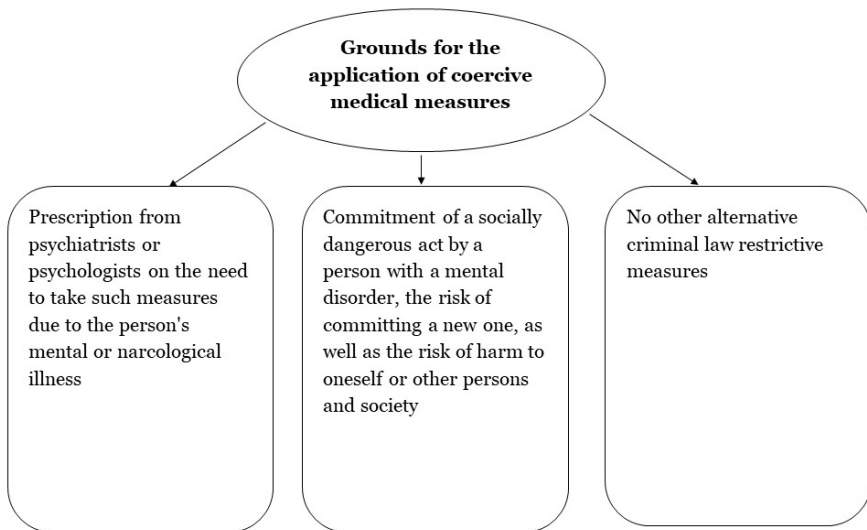 Grounds for the
application of coercive
medical measures
Prescription from
psychiatrists or
psychologists on the need
to take such measures
due to the person's
mental or narcological
illness
Commitment of a socially
dangerous act by a
person with a mental
disorder, the risk of
committing a new one, as
well as the risk of harm to
oneself or other persons
and society
No other alternative
criminal law restrictive
measures